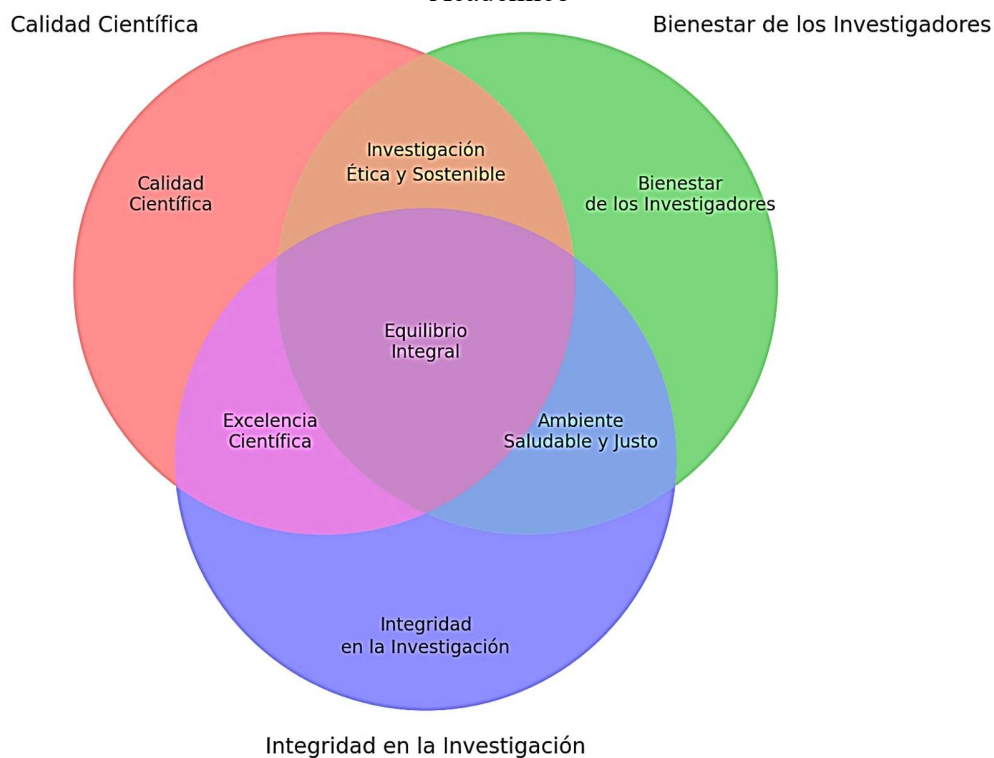 Calidad Científica
Bienestar de los Investigadores
Investigación
Ética y Sostenible
Calidad
Científica
Bienestar
de los Investigadores
Equilibrio
Integral
Excelencia
Científica
Ambiente
Saludable y Justo
Integridad
en la Investigación
Integridad en la Investigación